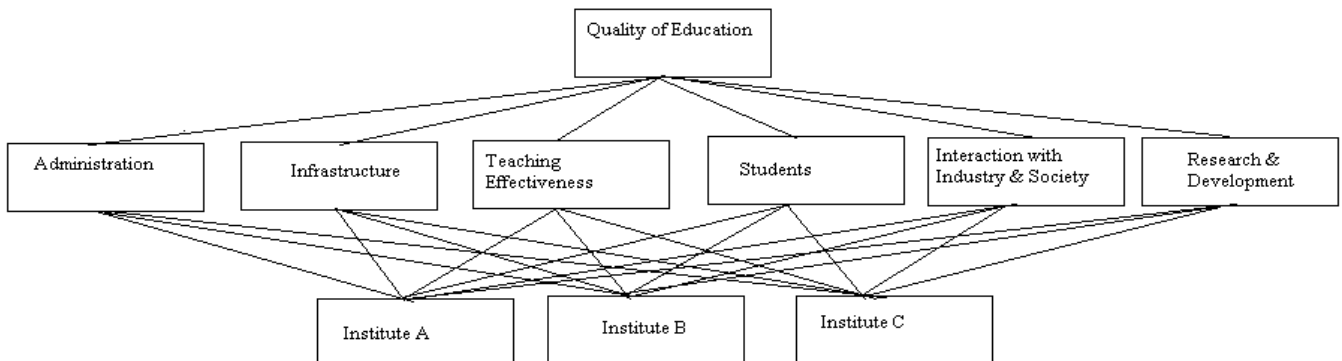 Quality of Education
Administration
Infrastructure
Teaching
Effectiveness
Students
Interaction with
Industry & Society
Research &
Development
Institute A
Institute B
Institute C